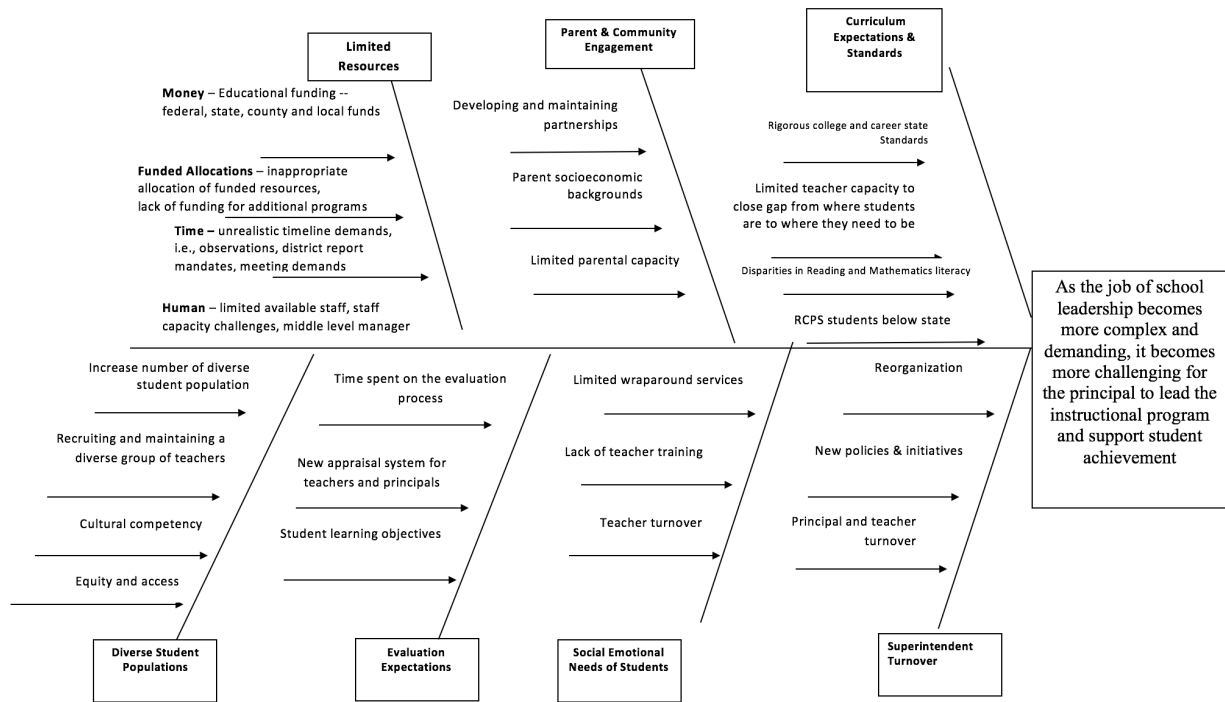 Limited
Resources
Money – Educational funding --
federal, state, county and local funds
Funded Allocations – inappropriate
allocation of funded resources,
lack of funding for additional programs
Time – unrealistic timeline demands,
i.e., observations, district report
mandates, meeting demands
Human – limited available staff, staff
capacity challenges, middle level manager
Parent & Community
Engagement
Developing and maintaining
partnerships
Parent socioeconomic
backgrounds
Limited parental capacity
Curriculum
Expectations &
Standards
Rigorous college and career state
Standards
Limited teacher capacity to
close gap from where students
are to where they need to be
Disparities in Reading and Mathematics literacy
RCPS students below state
As the job of school
leadership becomes
more complex and
demanding, it becomes
more challenging for
the principal to lead the
instructional program
and support student
achievement
Increase number of diverse
student population
Recruiting and maintaining a
diverse group of teachers
Cultural competency
Equity and access
Diverse Student
Populations
Time spent on the evaluation
process
New appraisal system for
teachers and principals
Student learning objectives
Evaluation
Expectations
Limited wraparound services
Lack of teacher training
Teacher turnover
Social Emotional
Needs of Students
Reorganization
New policies & initiatives
Principal and teacher
turnover
Superintendent
Turnover